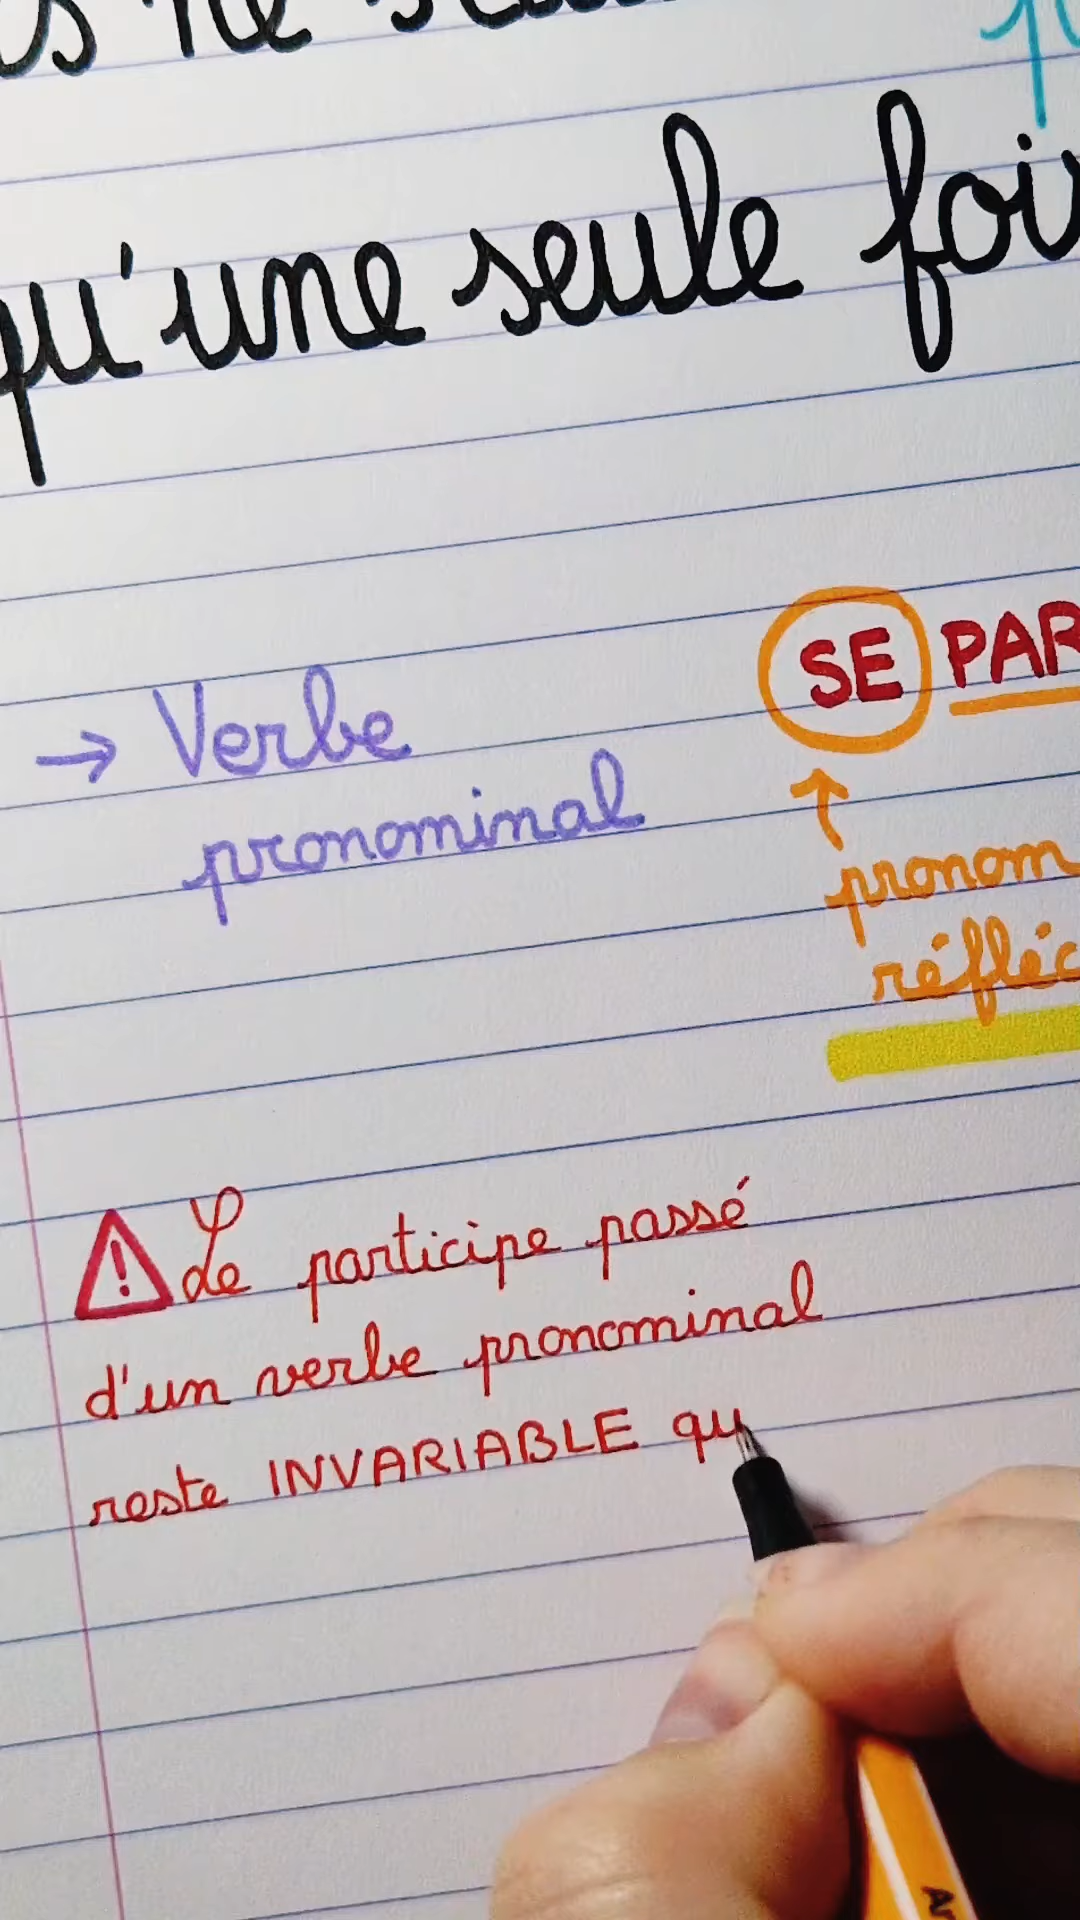 qu'une seule fois
→ Verbe
pronominal
SE PAR
pronom
réfléc
⚠ Le participe passé
d'un verbe pronominal
reste INVARIABLE qu